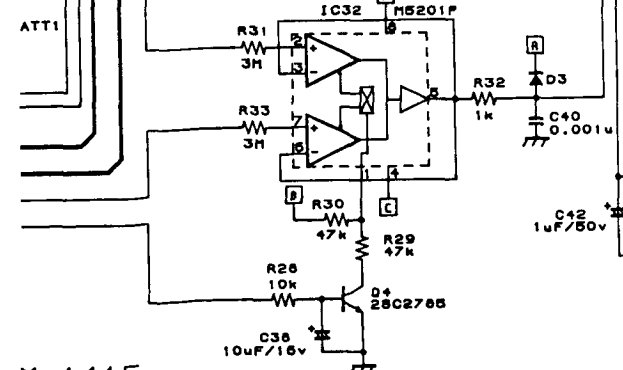 IC32 M5201P
ATT1
R31
3M
2
+
3
-
8
A
D3
R32
1k
5
C40
0.001u
R33
3M
7
+
6
-
1
4
B
C
R30
47k
R29
47k
C42
+
1uF/50v
R28
10k
D4
2SC2785
+
C38
10uF/16v